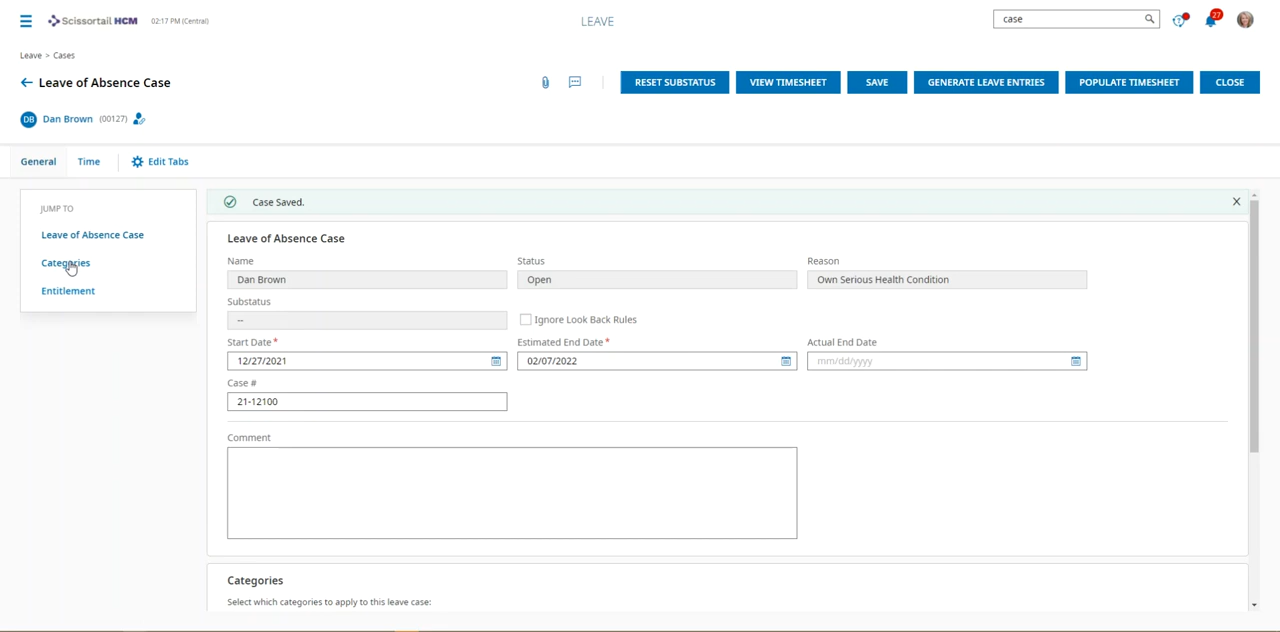 Scissortail HCM
02:17 PM (Central)
LEAVE
case
27
Leave > Cases
Leave of Absence Case
RESET SUBSTATUS
VIEW TIMESHEET
SAVE
GENERATE LEAVE ENTRIES
POPULATE TIMESHEET
CLOSE
DB
Dan Brown (00127)
General
Time
Edit Tabs
JUMP TO
Leave of Absence Case
Categories
Entitlement
Case Saved.
Leave of Absence Case
Name
Status
Reason
Dan Brown
Open
Own Serious Health Condition
Substatus
--
Ignore Look Back Rules
Start Date*
Estimated End Date*
Actual End Date
12/27/2021
02/07/2022
mm/dd/yyyy
Case #
21-12100
Comment
Categories
Select which categories to apply to this leave case: